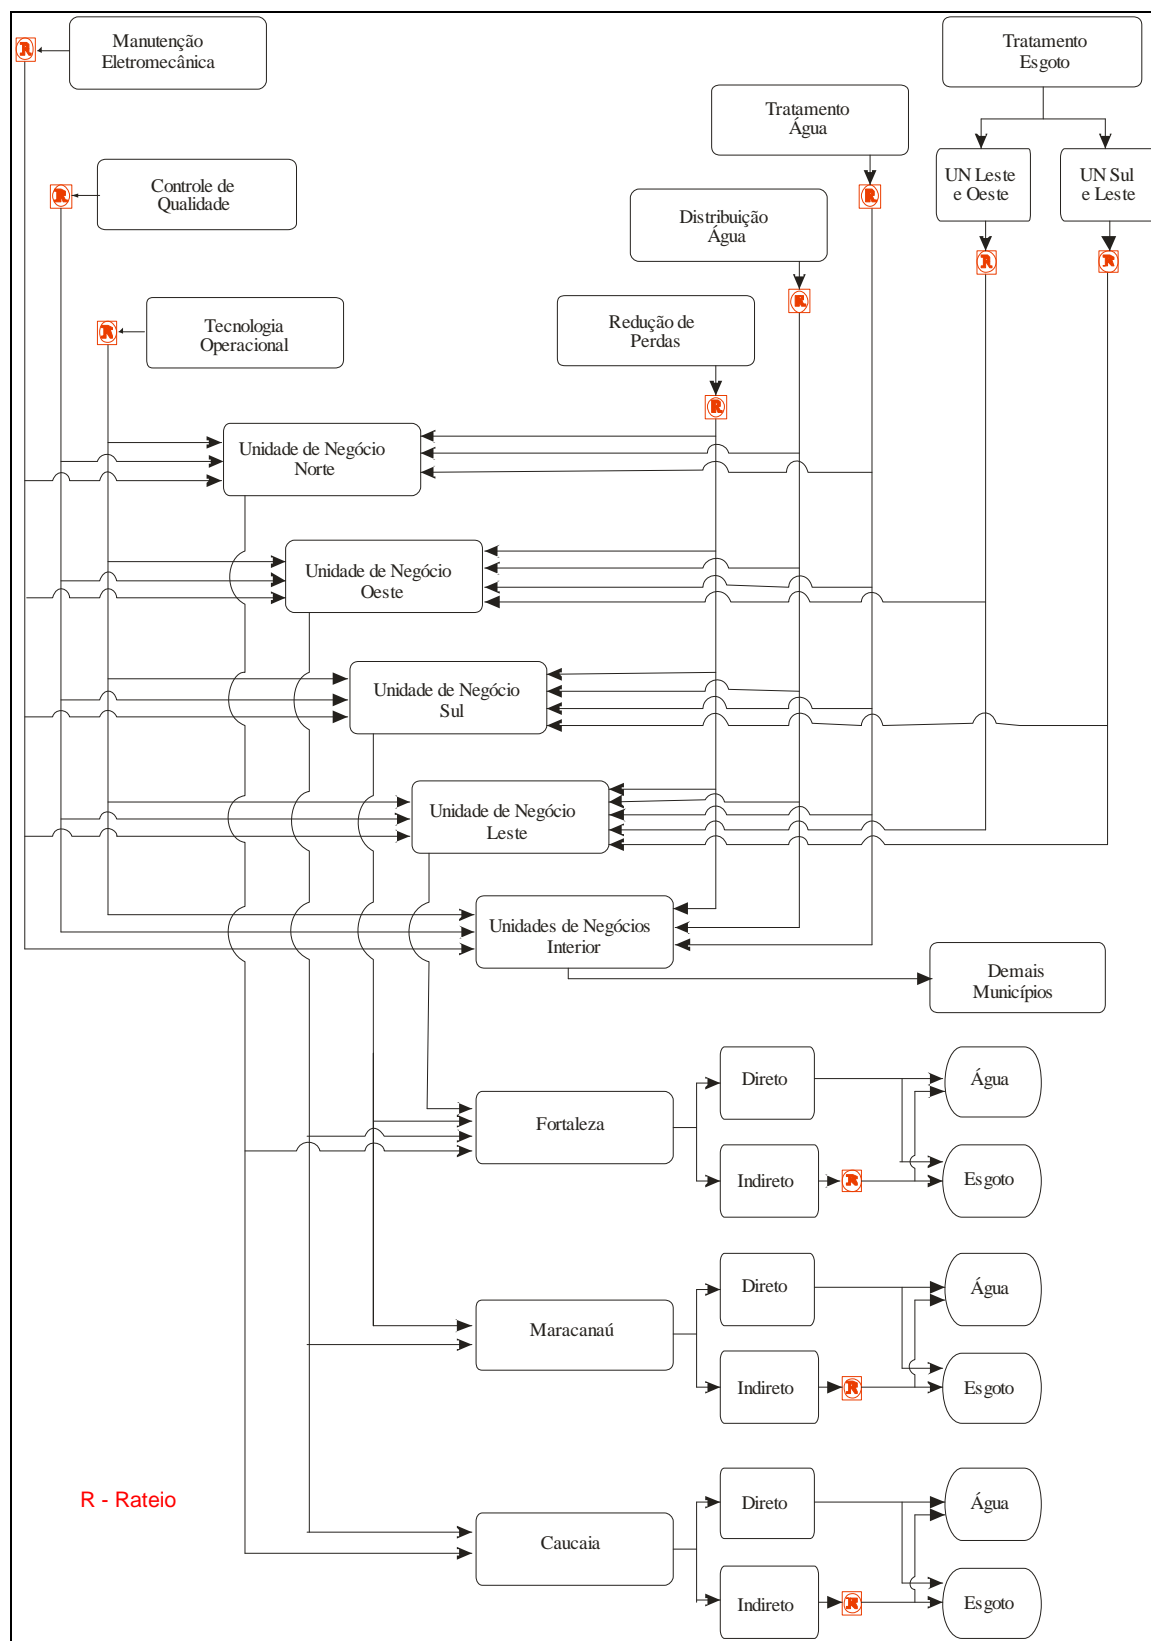 Manutenção
Eletromecânica
R
Tratamento
Esgoto
Tratamento
Água
UN Leste
e Oeste
UN Sul
e Leste
Controle de
Qualidade
R
R
Distribuição
Água
R
R
R
Tecnologia
Operacional
R
Redução de
Perdas
R
Unidade de Negócio
Norte
Unidade de Negócio
Oeste
Unidade de Negócio
Sul
Unidade de Negócio
Leste
Unidades de Negócios
Interior
Demais
Municípios
Fortaleza
Direto
Água
Indireto
R
Esgoto
Maracanaú
Direto
Água
Indireto
R
Esgoto
R - Rateio
Caucaia
Direto
Água
Indireto
R
Esgoto